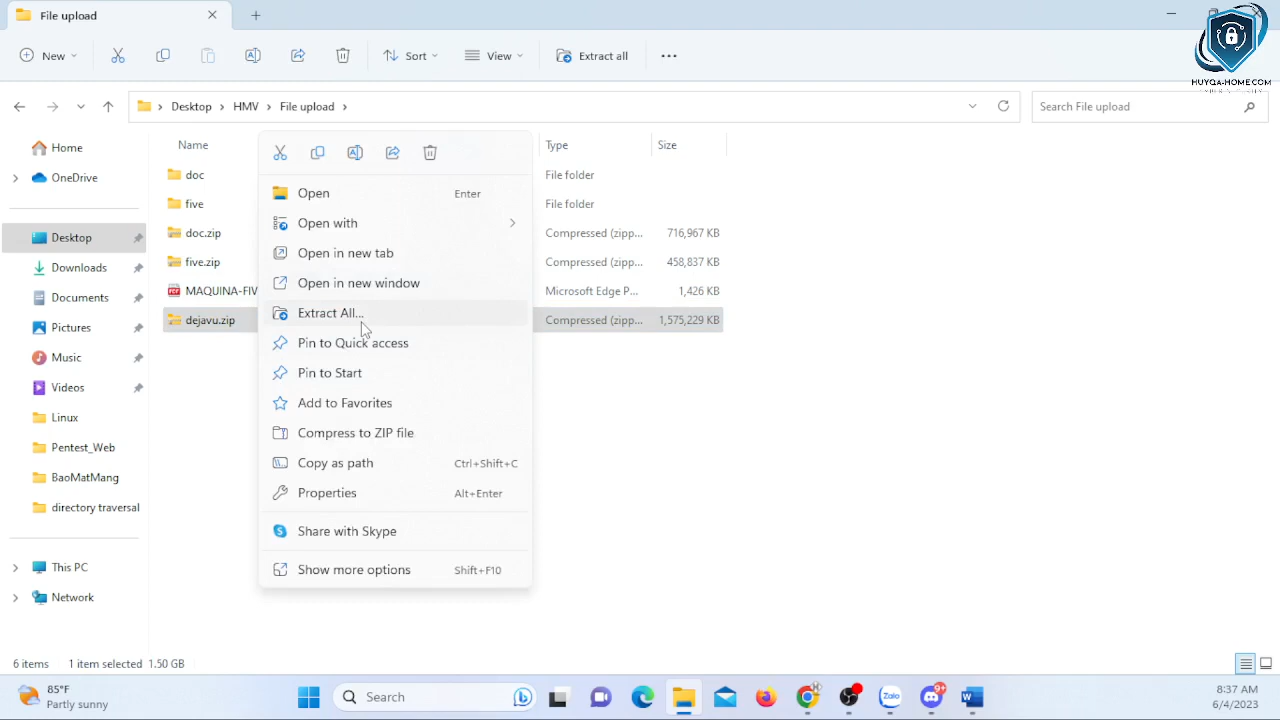 File upload
HUYQA-HOME.COM
New
Sort
View
Extract all
Desktop
HMV
File upload
Search File upload
Home
OneDrive
Desktop
Downloads
Documents
Pictures
Music
Videos
Linux
Pentest_Web
BaoMatMang
directory traversal
This PC
Network
Name
Type
Size
doc
File folder
five
File folder
doc.zip
Compressed (zipp...
716,967 KB
five.zip
Compressed (zipp...
458,837 KB
MAQUINA-FIV
Microsoft Edge P...
1,426 KB
dejavu.zip
Compressed (zipp...
1,575,229 KB
Open
Enter
Open with
Open in new tab
Open in new window
Extract All...
Pin to Quick access
Pin to Start
Add to Favorites
Compress to ZIP file
Copy as path
Ctrl+Shift+C
Properties
Alt+Enter
Share with Skype
Show more options
Shift+F10
6 items
1 item selected 1.50 GB
85°F
Partly sunny
Search
Zalo
9+
8:37 AM
6/4/2023